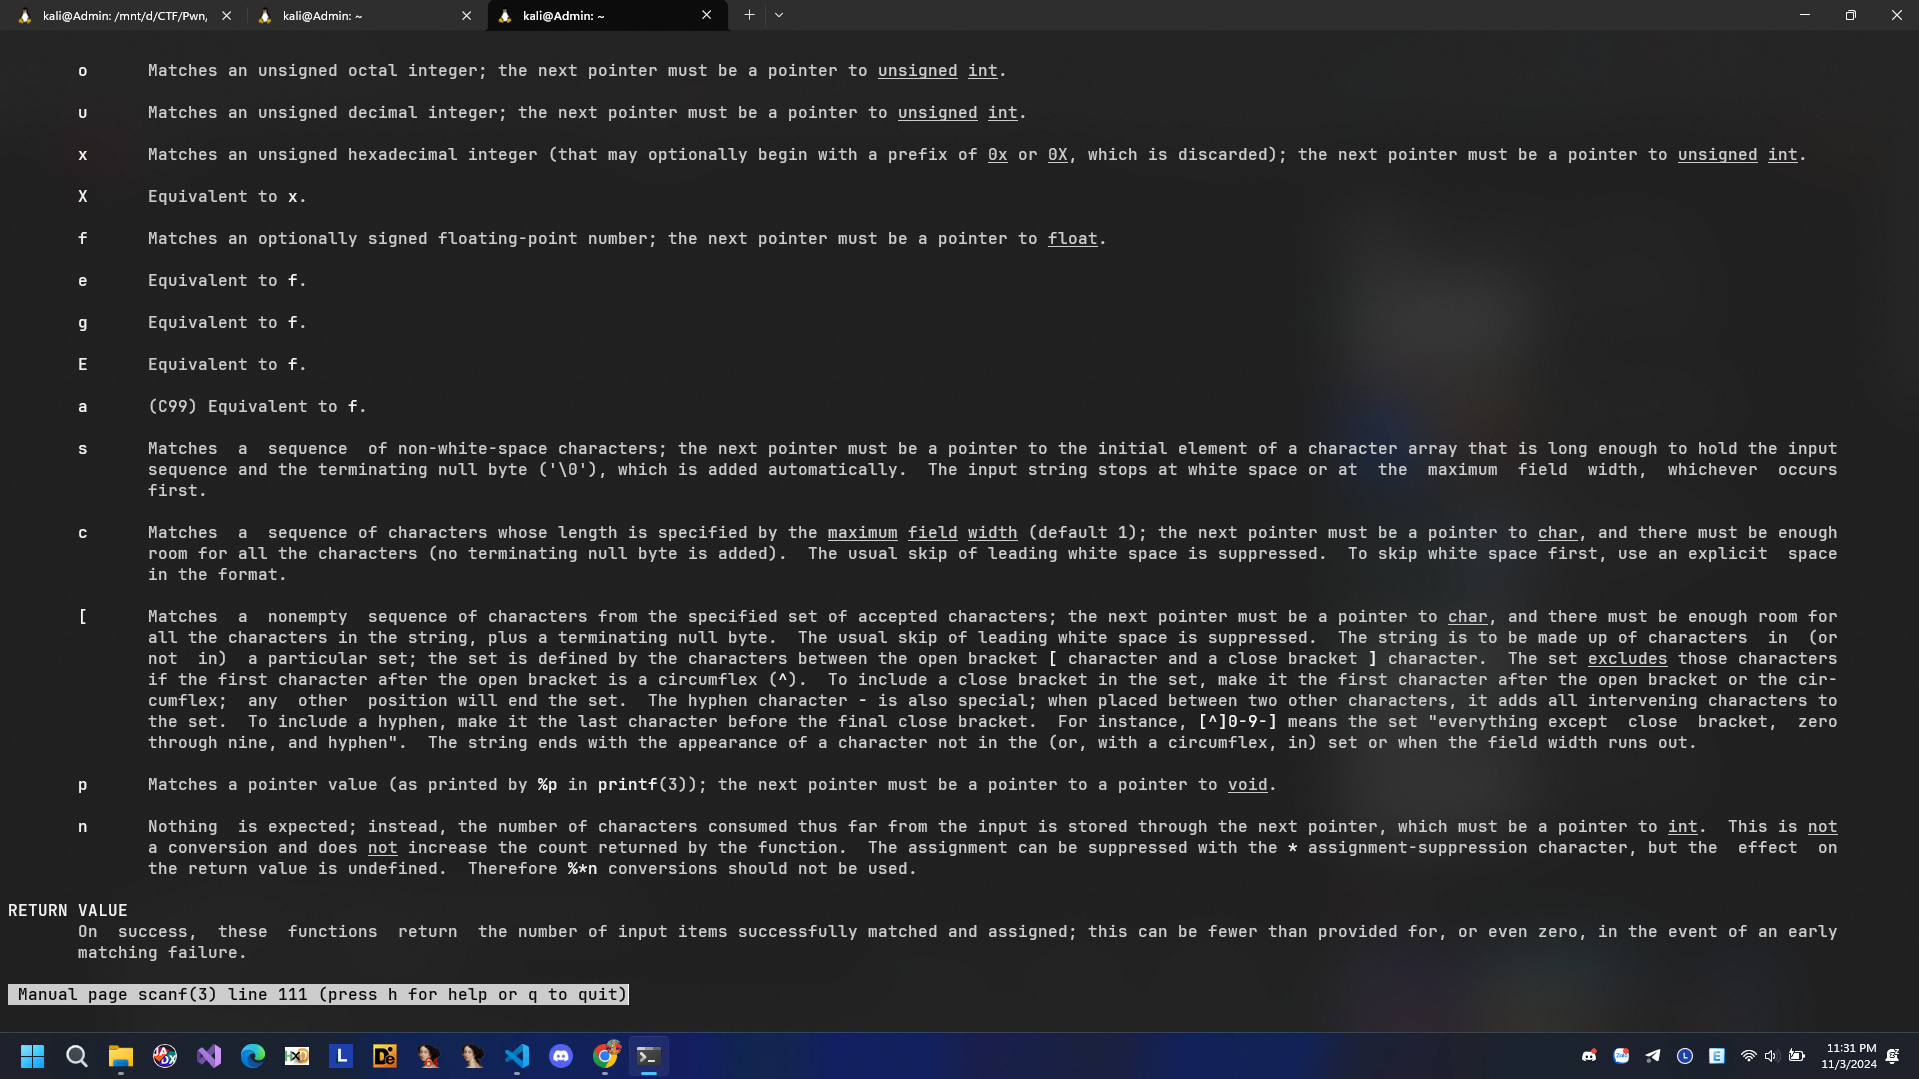 kali@Admin: /mnt/d/CTF/Pwn,
kali@Admin: ~
kali@Admin: ~
o Matches an unsigned octal integer; the next pointer must be a pointer to unsigned int.
u Matches an unsigned decimal integer; the next pointer must be a pointer to unsigned int.
x Matches an unsigned hexadecimal integer (that may optionally begin with a prefix of 0x or 0X, which is discarded); the next pointer must be a pointer to unsigned int.
X Equivalent to x.
f Matches an optionally signed floating-point number; the next pointer must be a pointer to float.
e Equivalent to f.
g Equivalent to f.
E Equivalent to f.
a (C99) Equivalent to f.
s Matches a sequence of non-white-space characters; the next pointer must be a pointer to the initial element of a character array that is long enough to hold the input
sequence and the terminating null byte ('\0'), which is added automatically. The input string stops at white space or at the maximum field width, whichever occurs
first.
c Matches a sequence of characters whose length is specified by the maximum field width (default 1); the next pointer must be a pointer to char, and there must be enough
room for all the characters (no terminating null byte is added). The usual skip of leading white space is suppressed. To skip white space first, use an explicit space
in the format.
[ Matches a nonempty sequence of characters from the specified set of accepted characters; the next pointer must be a pointer to char, and there must be enough room for
all the characters in the string, plus a terminating null byte. The usual skip of leading white space is suppressed. The string is to be made up of characters in (or
not in) a particular set; the set is defined by the characters between the open bracket [ character and a close bracket ] character. The set excludes those characters
if the first character after the open bracket is a circumflex (^). To include a close bracket in the set, make it the first character after the open bracket or the cir-
cumflex; any other position will end the set. The hyphen character - is also special; when placed between two other characters, it adds all intervening characters to
the set. To include a hyphen, make it the last character before the final close bracket. For instance, [^]0-9-] means the set "everything except close bracket, zero
through nine, and hyphen". The string ends with the appearance of a character not in the (or, with a circumflex, in) set or when the field width runs out.
p Matches a pointer value (as printed by %p in printf(3)); the next pointer must be a pointer to a pointer to void.
n Nothing is expected; instead, the number of characters consumed thus far from the input is stored through the next pointer, which must be a pointer to int. This is not
a conversion and does not increase the count returned by the function. The assignment can be suppressed with the * assignment-suppression character, but the effect on
the return value is undefined. Therefore %*n conversions should not be used.
RETURN VALUE
On success, these functions return the number of input items successfully matched and assigned; this can be fewer than provided for, or even zero, in the event of an early
matching failure.
Manual page scanf(3) line 111 (press h for help or q to quit)
11:31 PM
11/3/2024